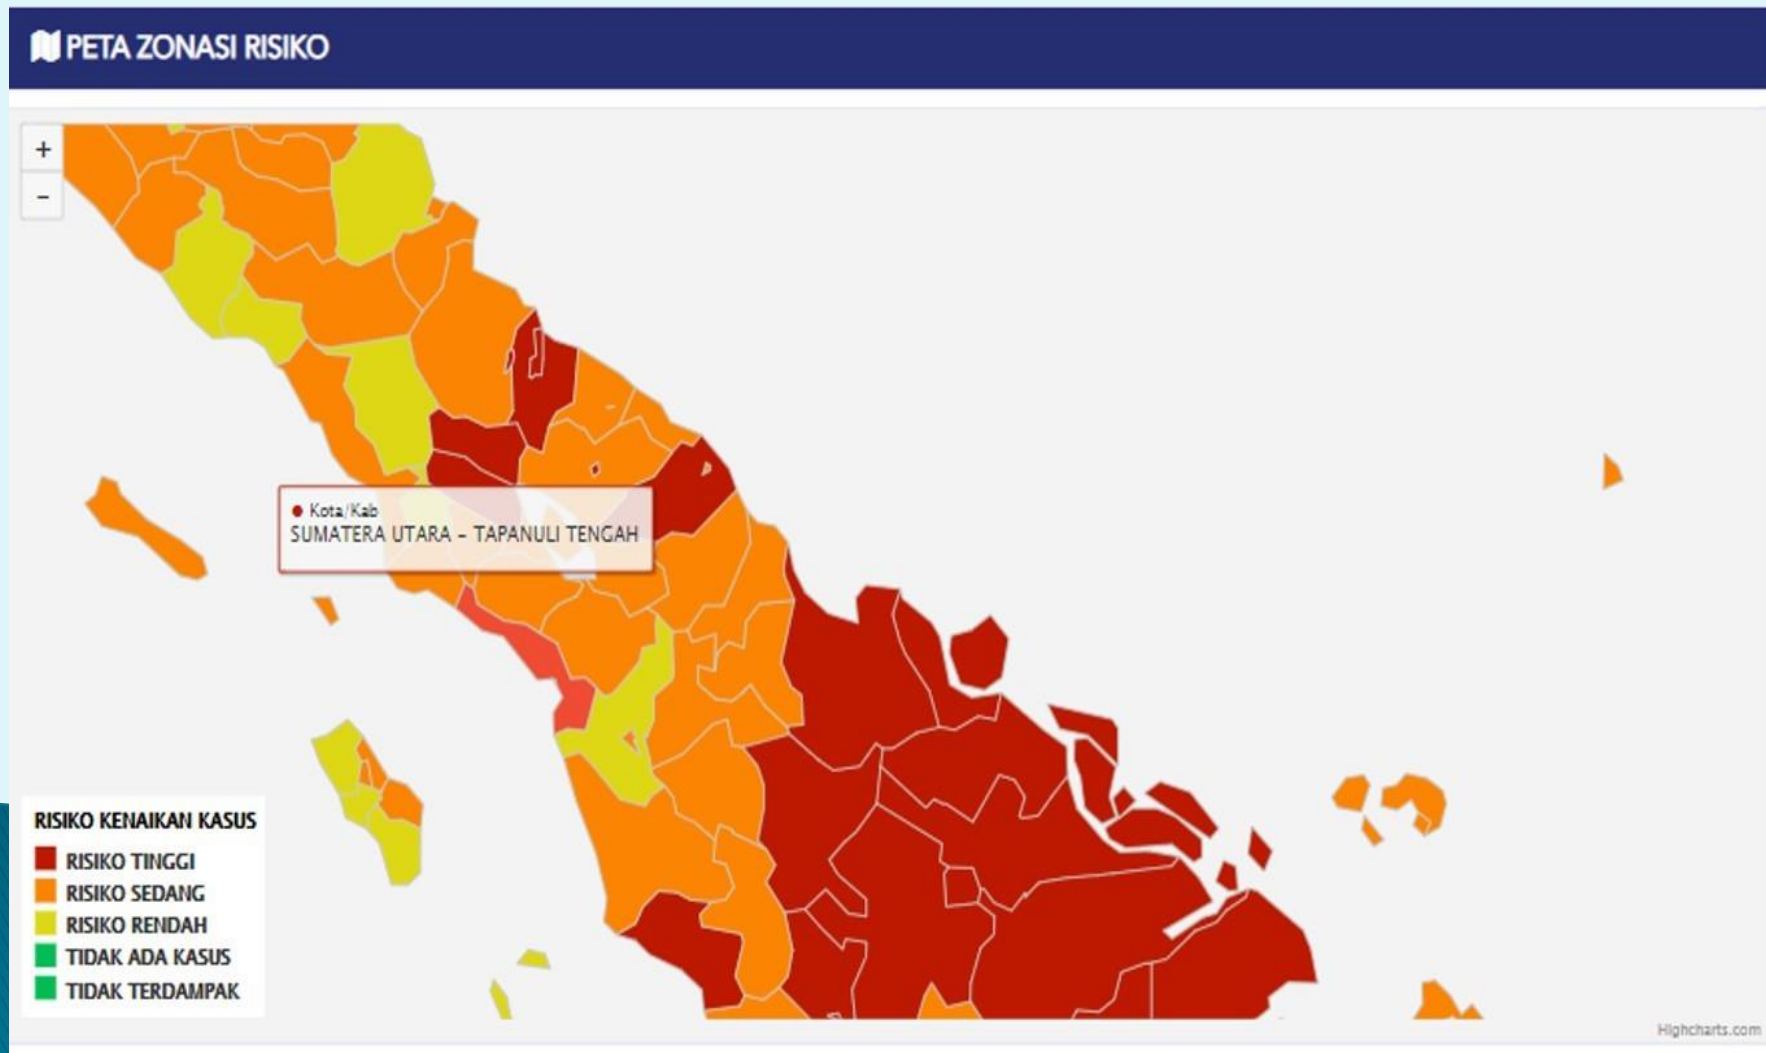 PETA ZONASI RISIKO
+
-
● Kota/Kab
SUMATERA UTARA – TAPANULI TENGAH
RISIKO KENAIKAN KASUS
RISIKO TINGGI
RISIKO SEDANG
RISIKO RENDAH
TIDAK ADA KASUS
TIDAK TERDAMPAK
Highcharts.com